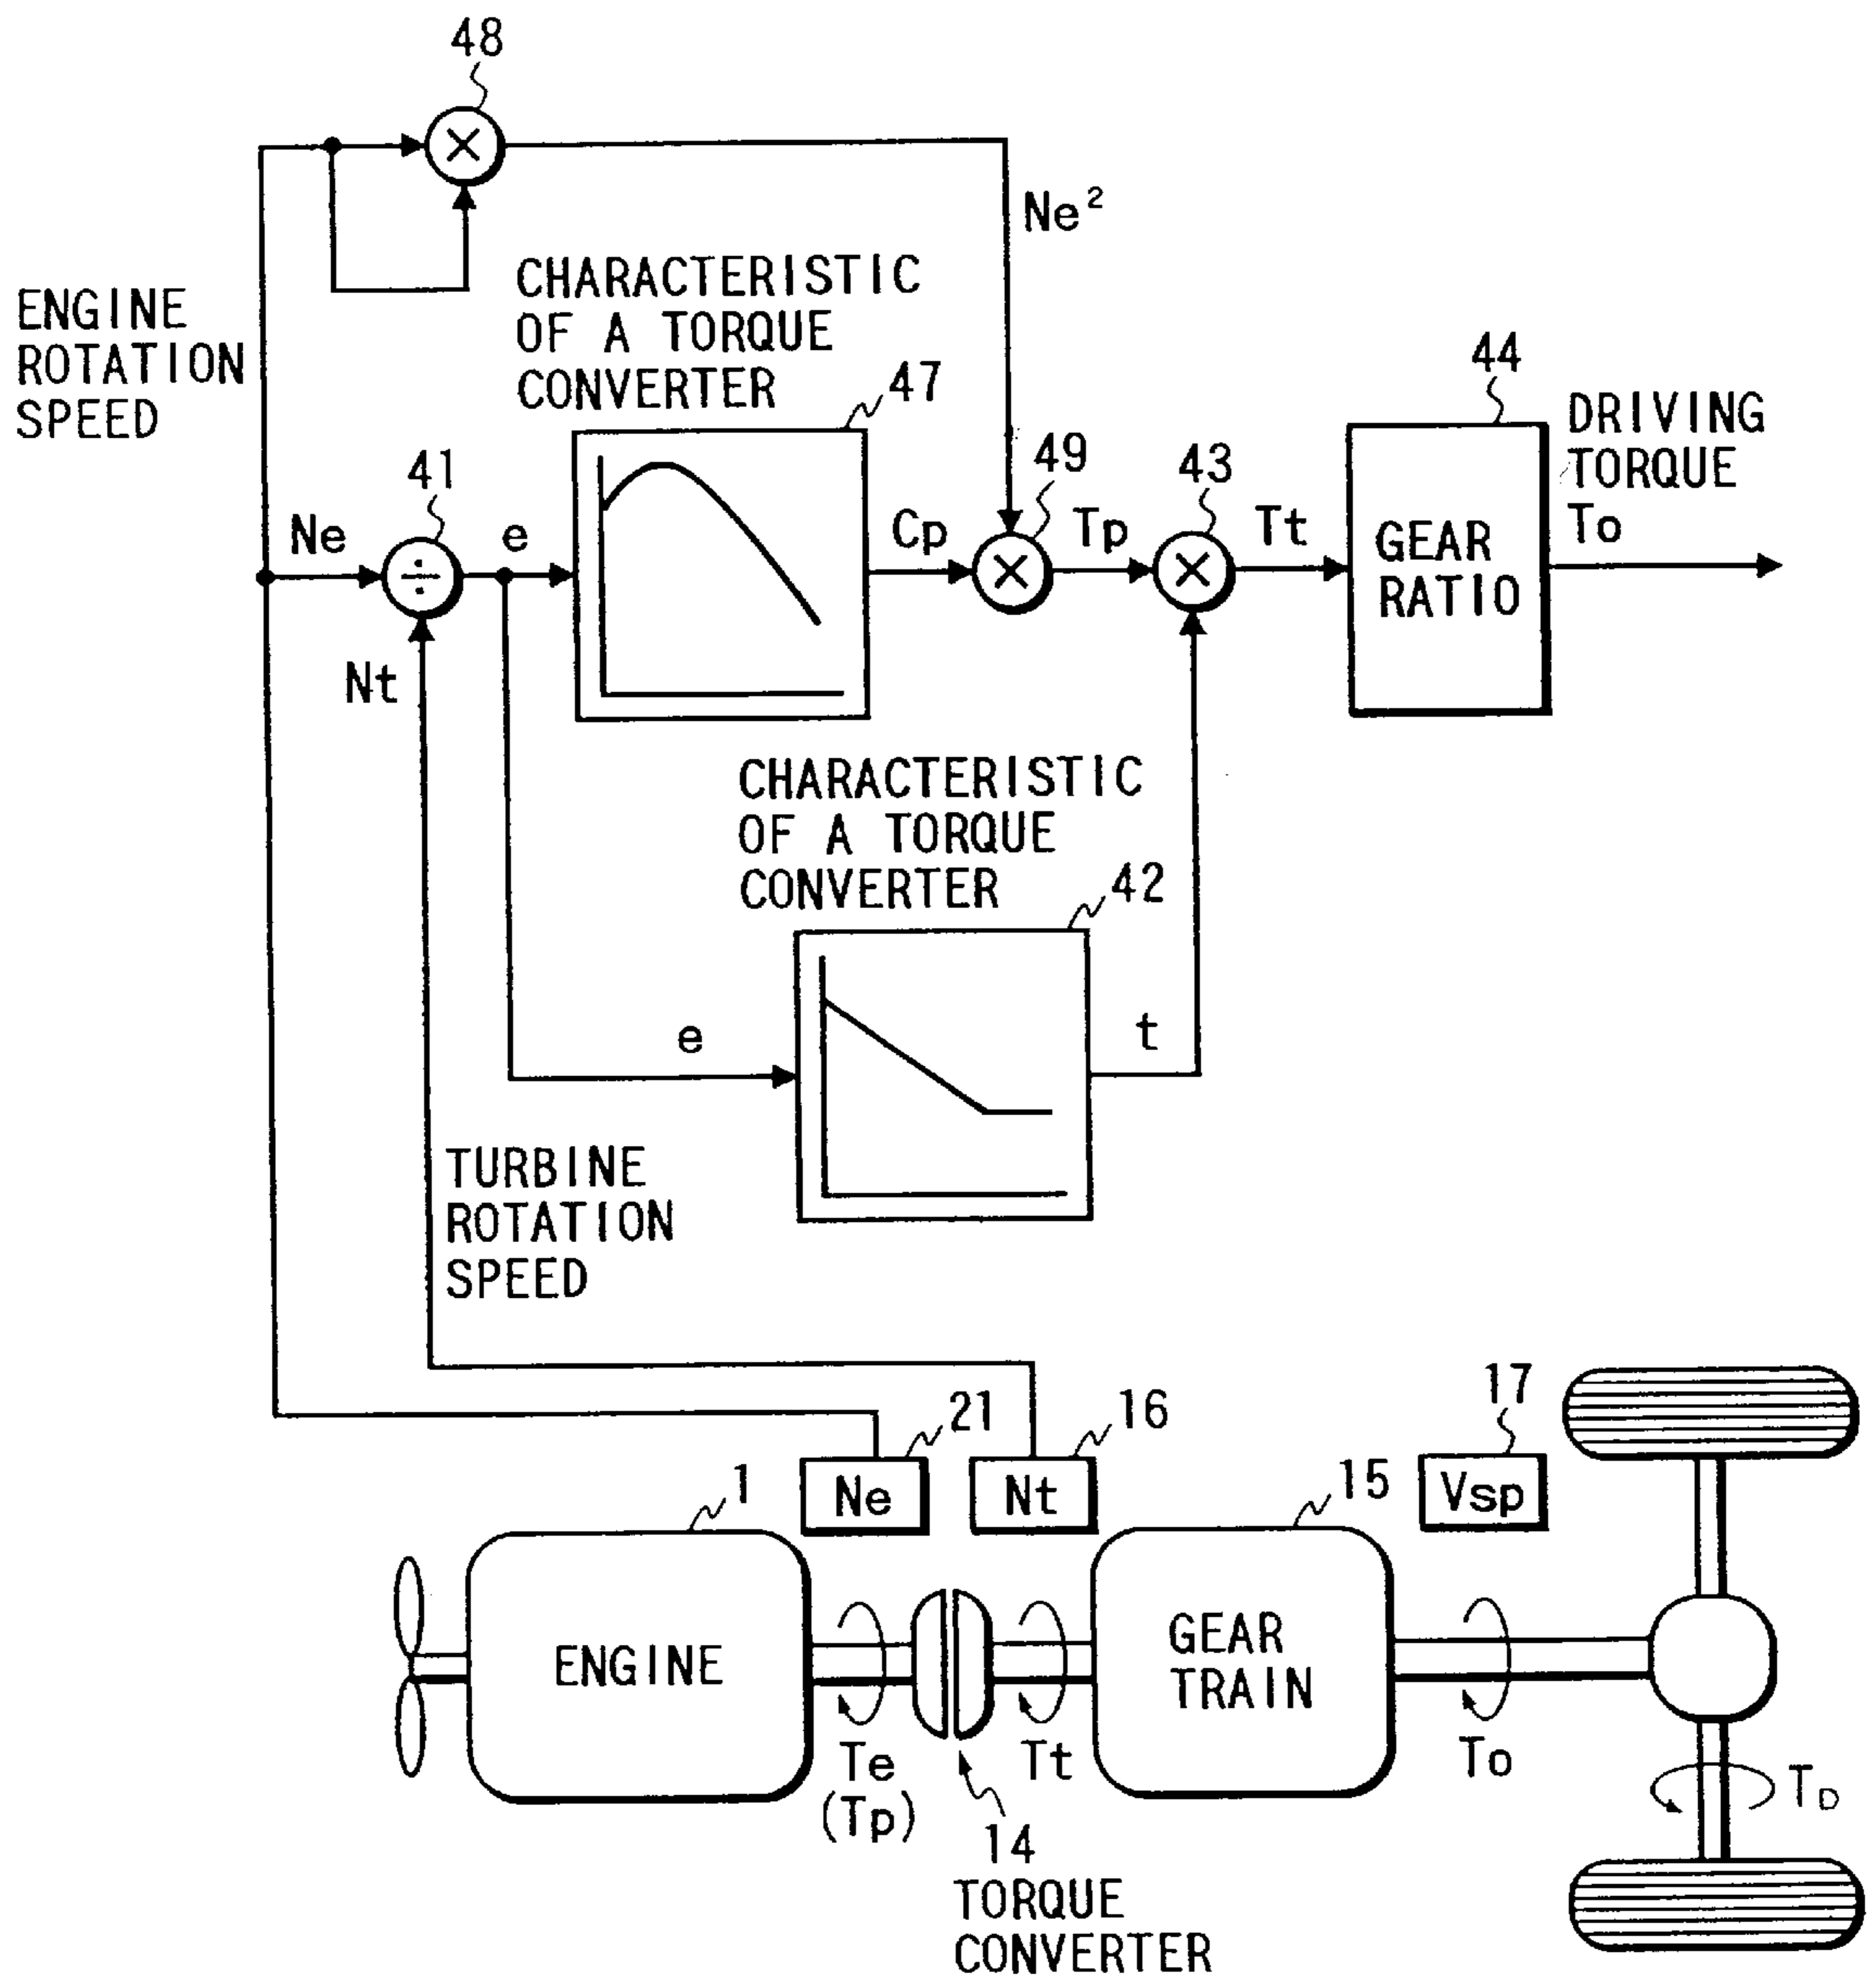 48
Ne²
CHARACTERISTIC
OF A TORQUE
CONVERTER
ENGINE
ROTATION
SPEED
47
44
DRIVING
TORQUE
To
41
49
43
Ne
e
Cp
Tp
Tt
GEAR
RATIO
Nt
CHARACTERISTIC
OF A TORQUE
CONVERTER
42
e
t
TURBINE
ROTATION
SPEED
21
16
17
1
Ne
Nt
15
Vsp
ENGINE
GEAR
TRAIN
Te
(Tp)
Tt
To
TD
14
TORQUE
CONVERTER